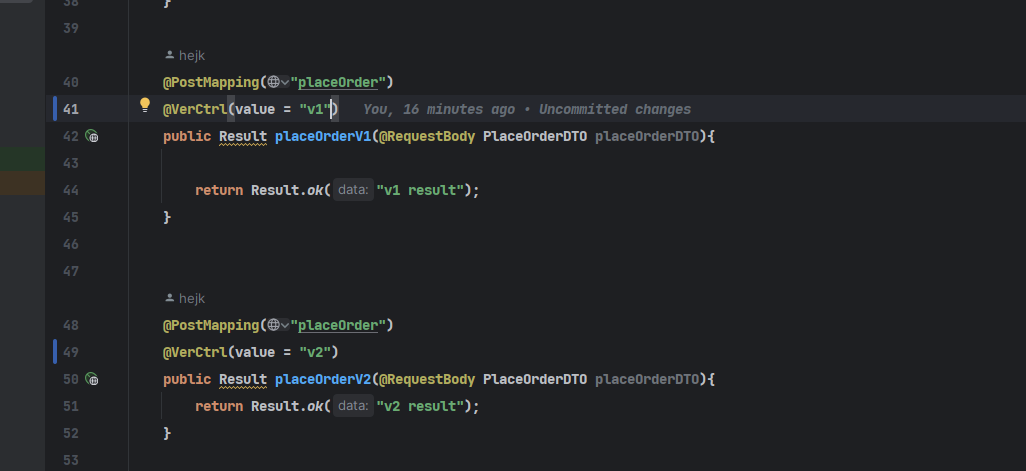 38 }
39
hejk
40 @PostMapping("placeOrder")
41 @VerCtrl(value = "v1") You, 16 minutes ago • Uncommitted changes
42 public Result placeOrderV1(@RequestBody PlaceOrderDTO placeOrderDTO){
43
44 return Result.ok( data: "v1 result");
45 }
46
47
hejk
48 @PostMapping("placeOrder")
49 @VerCtrl(value = "v2")
50 public Result placeOrderV2(@RequestBody PlaceOrderDTO placeOrderDTO){
51 return Result.ok( data: "v2 result");
52 }
53